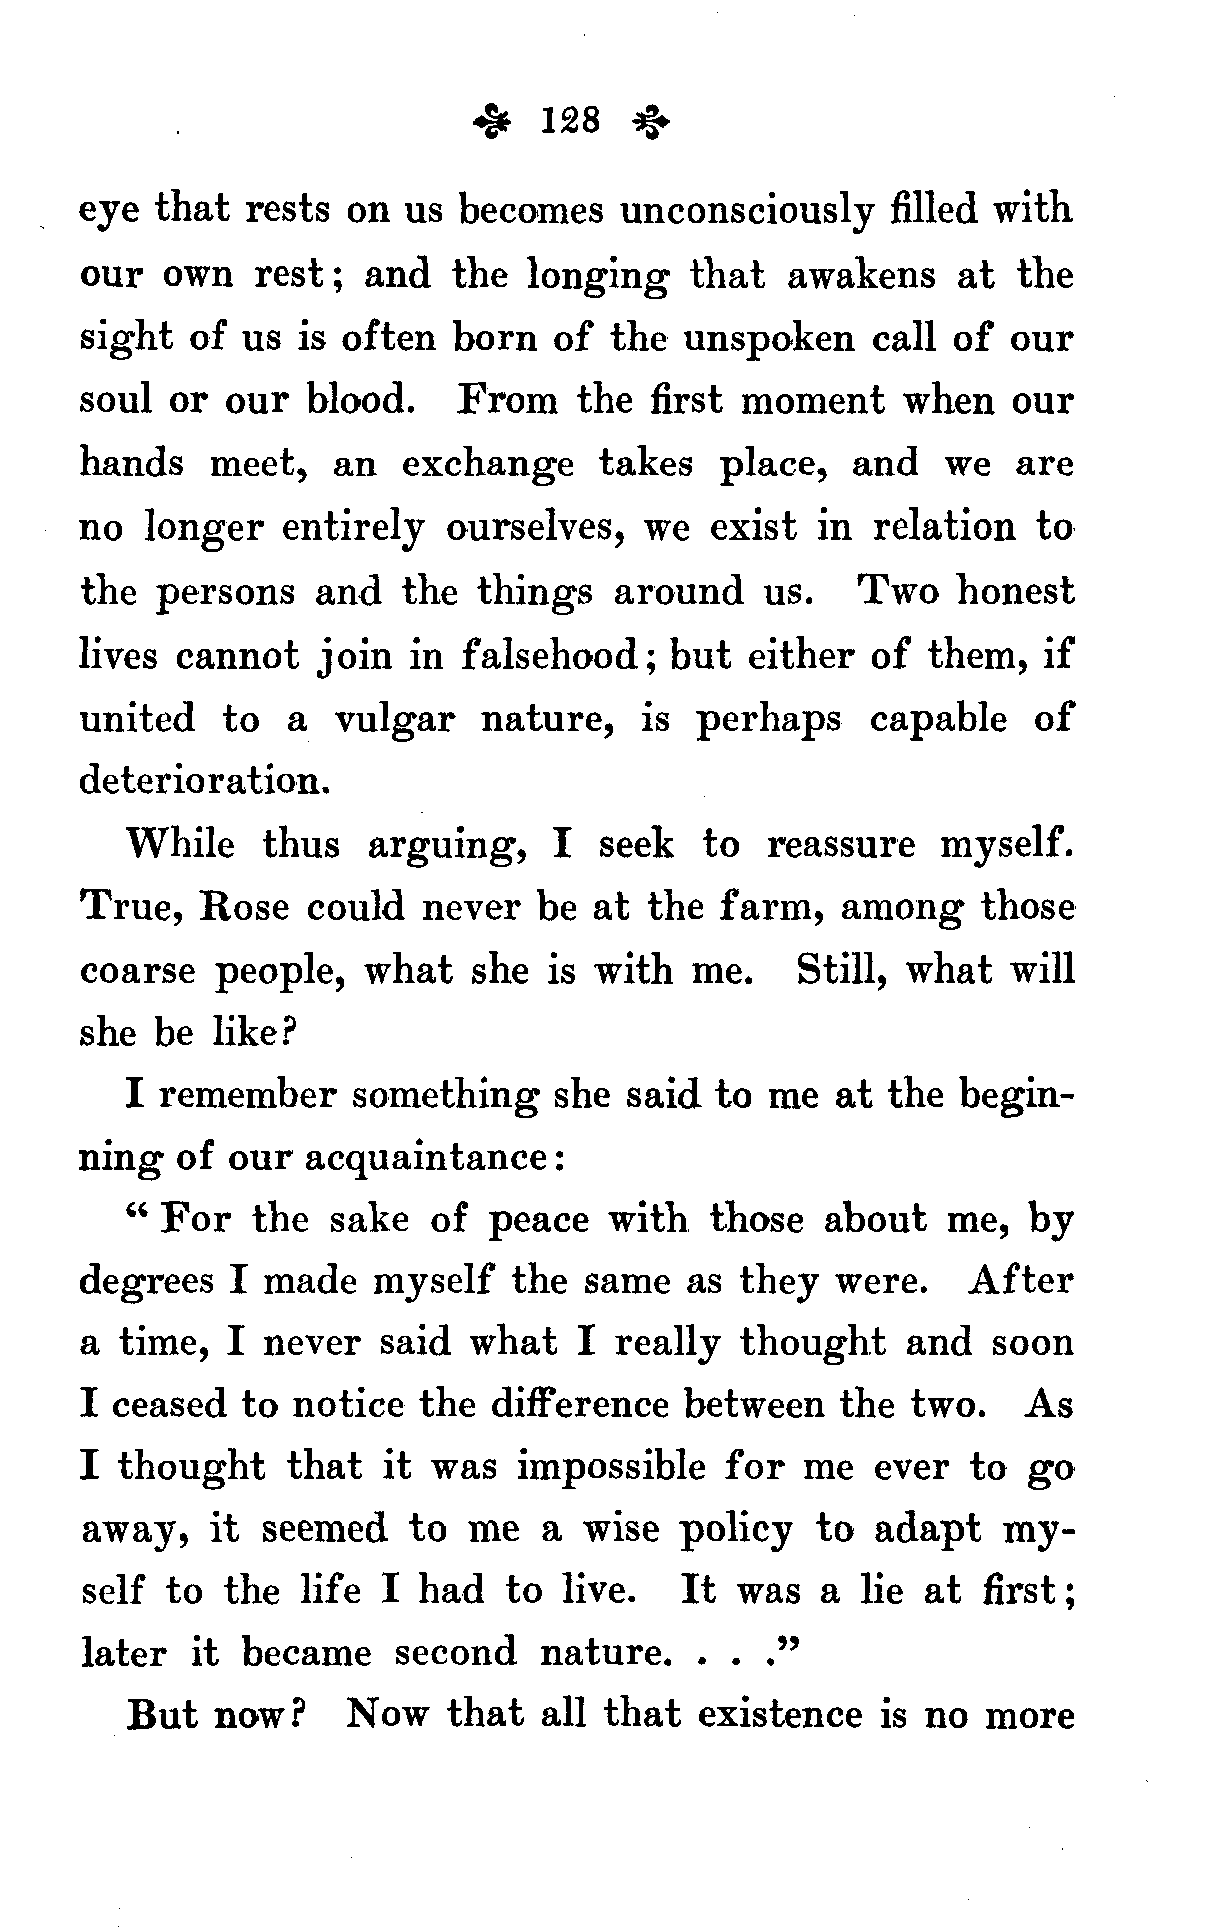 128
eye that rests on us becomes unconsciously filled with
our own rest; and the longing that awakens at the
sight of us is often born of the unspoken call of our
soul or our blood. From the first moment when our
hands meet, an exchange takes place, and we are
no longer entirely ourselves, we exist in relation to
the persons and the things around us. Two honest
lives cannot join in falsehood; but either of them, if
united to a vulgar nature, is perhaps capable of
deterioration.
While thus arguing, I seek to reassure myself.
True, Rose could never be at the farm, among those
coarse people, what she is with me. Still, what will
she be like?
I remember something she said to me at the begin-
ning of our acquaintance:
“For the sake of peace with those about me, by
degrees I made myself the same as they were. After
a time, I never said what I really thought and soon
I ceased to notice the difference between the two. As
I thought that it was impossible for me ever to go
away, it seemed to me a wise policy to adapt my-
self to the life I had to live. It was a lie at first;
later it became second nature. . . .”
But now? Now that all that existence is no more